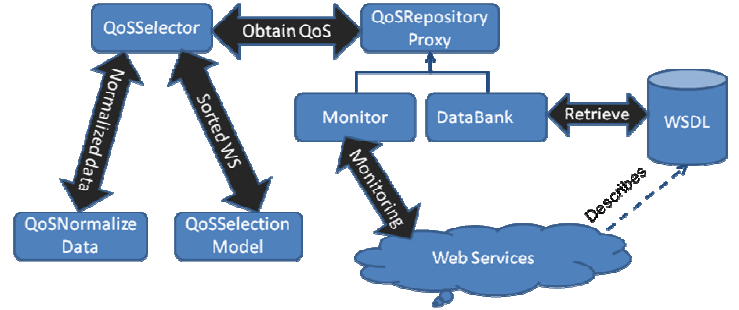 QoSSelector
Obtain QoS
QoSRepository
Proxy
Normalized data
Sorted WS
Monitor
DataBank
Retrieve
WSDL
Monitoring
Describes
QoSNormalize
Data
QoSSelection
Model
Web Services